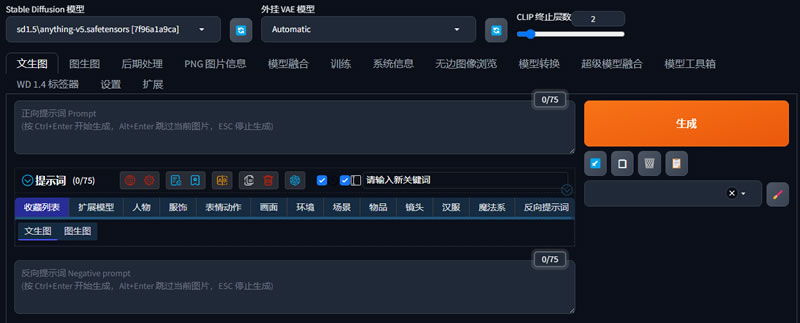 Stable Diffusion 模型
外挂 VAE 模型
CLIP 终止层数
2
sd1.5\anything-v5.safetensors [7f96a1a9ca]
Automatic
文生图 图生图 后期处理 PNG 图片信息 模型融合 训练 系统信息 无边图像浏览 模型转换 超级模型融合 模型工具箱
WD 1.4 标签器 设置 扩展
0/75
正向提示词 Prompt
(按 Ctrl+Enter 开始生成，Alt+Enter 跳过当前图片，ESC 停止生成)
生成
提示词 (0/75)
请输入新关键词
收藏列表 扩展模型 人物 服饰 表情动作 画面 环境 场景 物品 镜头 汉服 魔法系 反向提示词
文生图 图生图
0/75
反向提示词 Negative prompt
(按 Ctrl+Enter 开始生成，Alt+Enter 跳过当前图片，ESC 停止生成)